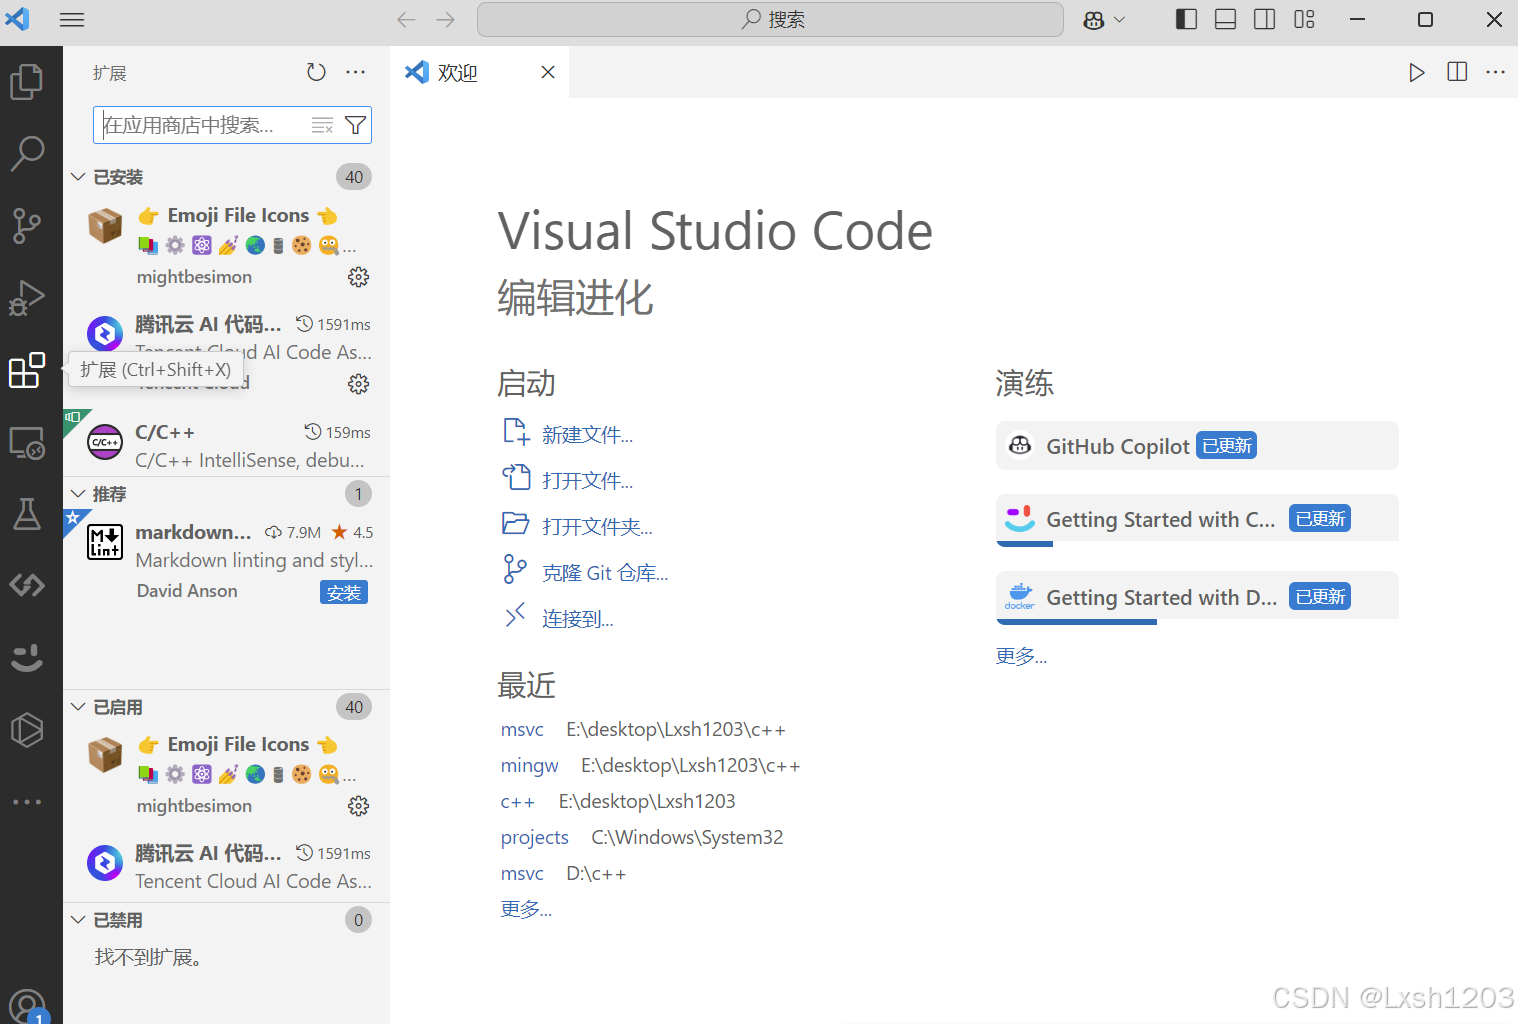 搜索
扩展
欢迎
在应用商店中搜索...
已安装 40
Emoji File Icons
...
mightbesimon
腾讯云 AI 代码... 1591ms
Tencent Cloud AI Code As...
扩展 (Ctrl+Shift+X)
Tencent Cloud
C/C++
C/C++ 159ms
C/C++ IntelliSense, debu...
推荐 1
M Lint
markdown... 7.9M 4.5
Markdown linting and styl...
David Anson 安装
已启用 40
Emoji File Icons
...
mightbesimon
腾讯云 AI 代码... 1591ms
Tencent Cloud AI Code As...
已禁用 0
找不到扩展。
1
Visual Studio Code
编辑进化
启动
新建文件...
打开文件...
打开文件夹...
克隆 Git 仓库...
连接到...
最近
msvc E:\desktop\Lxsh1203\c++
mingw E:\desktop\Lxsh1203\c++
c++ E:\desktop\Lxsh1203
projects C:\Windows\System32
msvc D:\c++
更多...
演练
GitHub Copilot 已更新
Getting Started with C... 已更新
docker
Getting Started with D... 已更新
更多...
CSDN @Lxsh1203